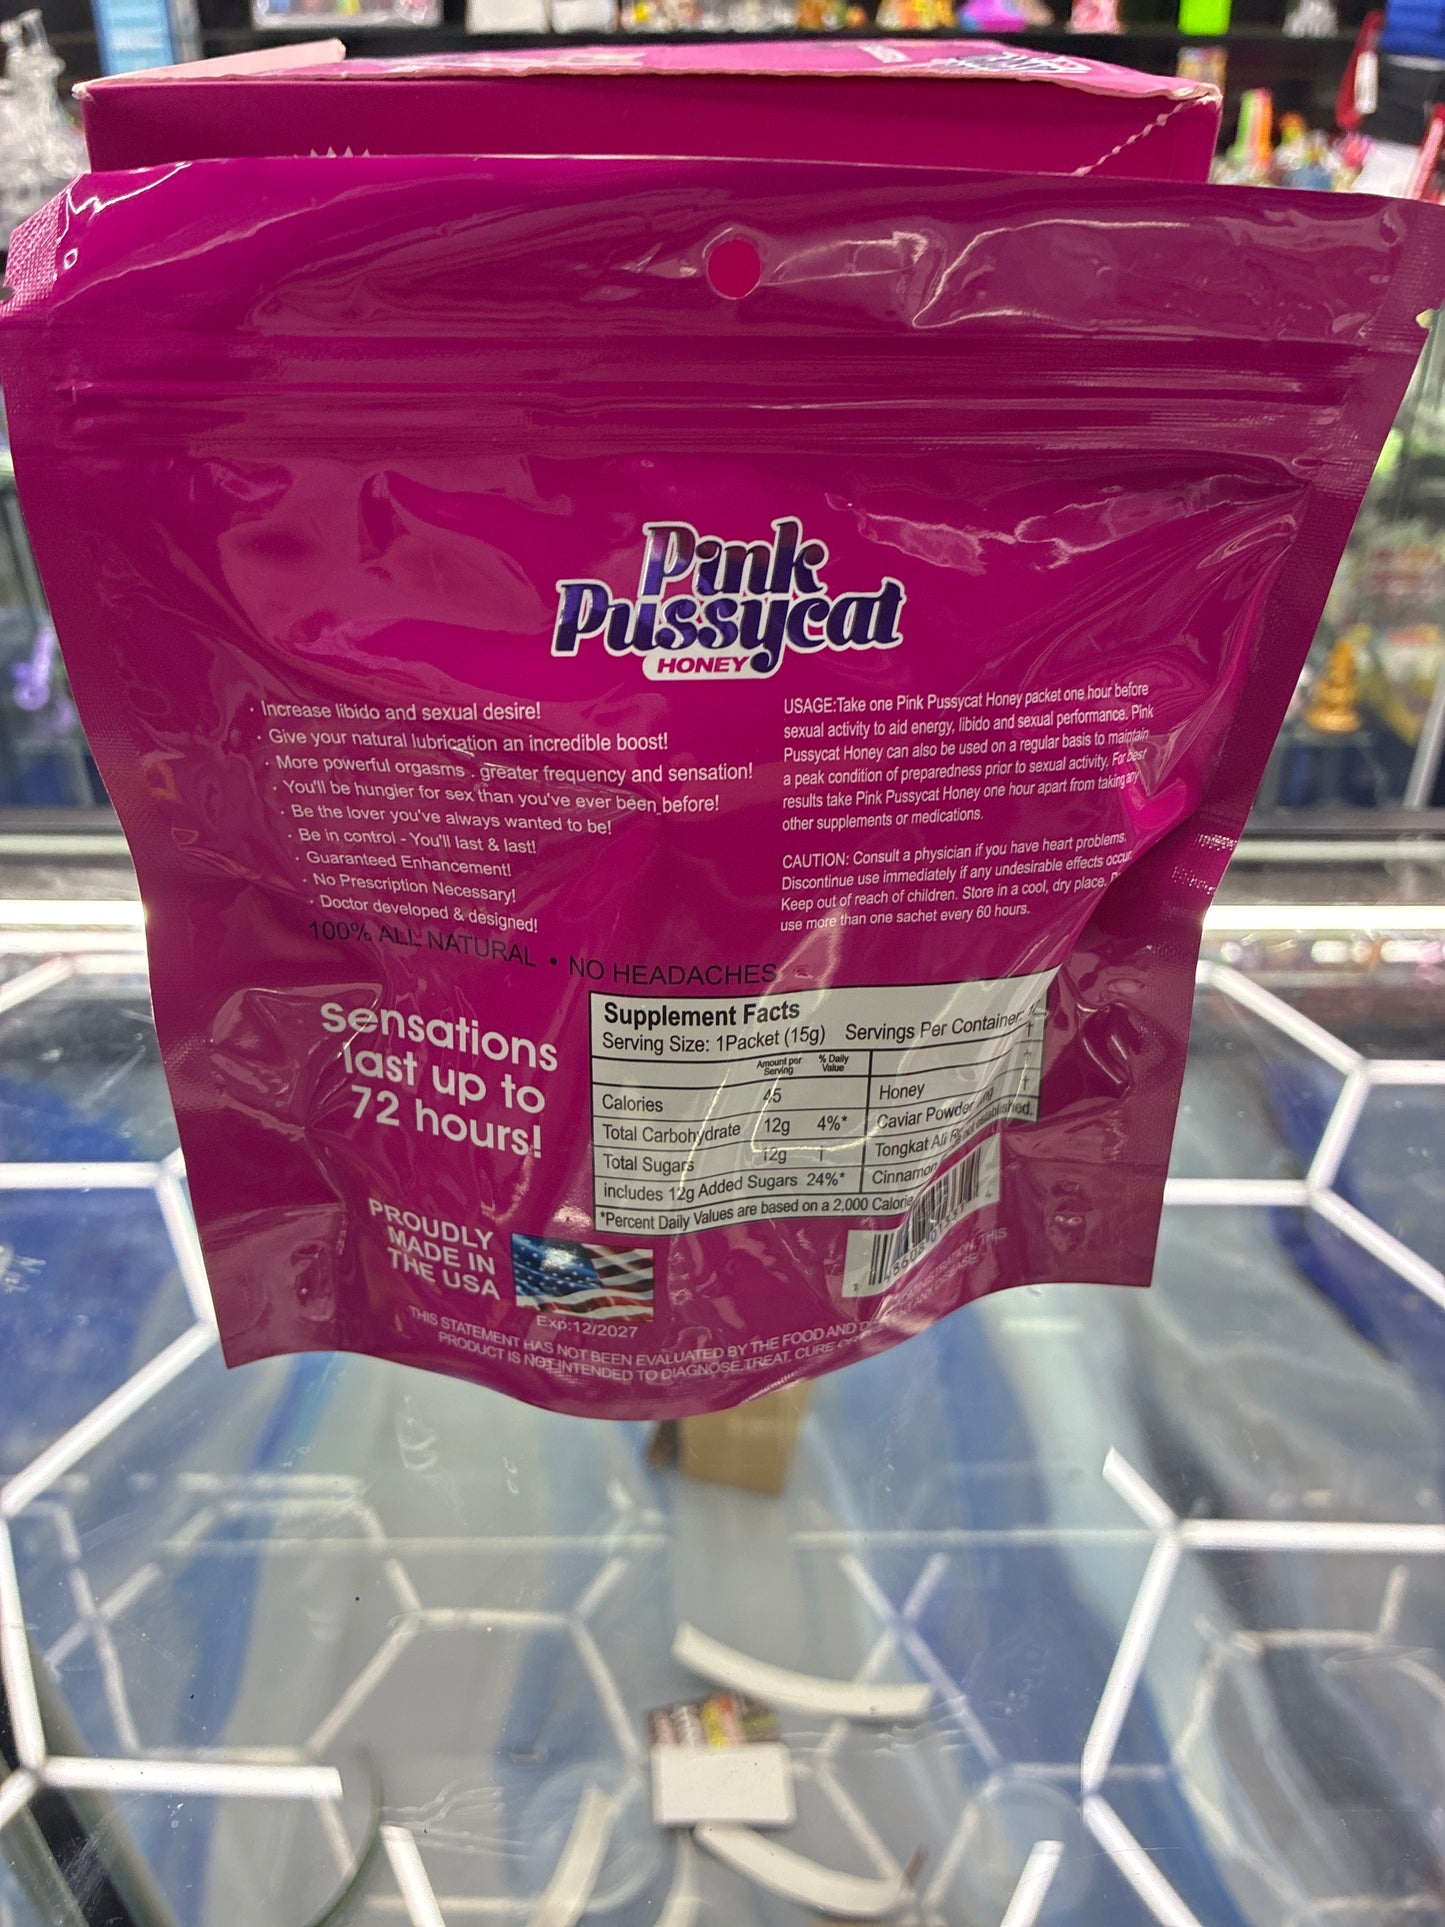 Pink
Pussycat
HONEY
· Increase libido and sexual desire!
· Give your natural lubrication an incredible boost!
· More powerful orgasms . greater frequency and sensation!
· You'll be hungier for sex than you've ever been before!
· Be the lover you've always wanted to be!
· Be in control - You'll last & last!
· Guaranteed Enhancement!
· No Prescription Necessary!
· Doctor developed & designed!
100% ALL NATURAL • NO HEADACHES
USAGE:Take one Pink Pussycat Honey packet one hour before
sexual activity to aid energy, libido and sexual performance. Pink
Pussycat Honey can also be used on a regular basis to maintain
a peak condition of preparedness prior to sexual activity. For best
results take Pink Pussycat Honey one hour apart from taking any
other supplements or medications.
CAUTION: Consult a physician if you have heart problems.
Discontinue use immediately if any undesirable effects occur.
Keep out of reach of children. Store in a cool, dry place.
use more than one sachet every 60 hours.
Sensations
last up to
72 hours!
Supplement Facts
Serving Size: 1Packet (15g) Servings Per Container:
Amount per Serving % Daily Value
Calories 45 Honey
Total Carbohydrate 12g 4%* Caviar Powder
Total Sugars 12g † Tongkat Ali
includes 12g Added Sugars 24%* Cinnamon
*Percent Daily Values are based on a 2,000 Calorie
PROUDLY
MADE IN
THE USA
Exp:12/2027
THIS STATEMENT HAS NOT BEEN EVALUATED BY THE FOOD AND THIS
PRODUCT IS NOT INTENDED TO DIAGNOSE,TREAT, CURE ANY DISEASE